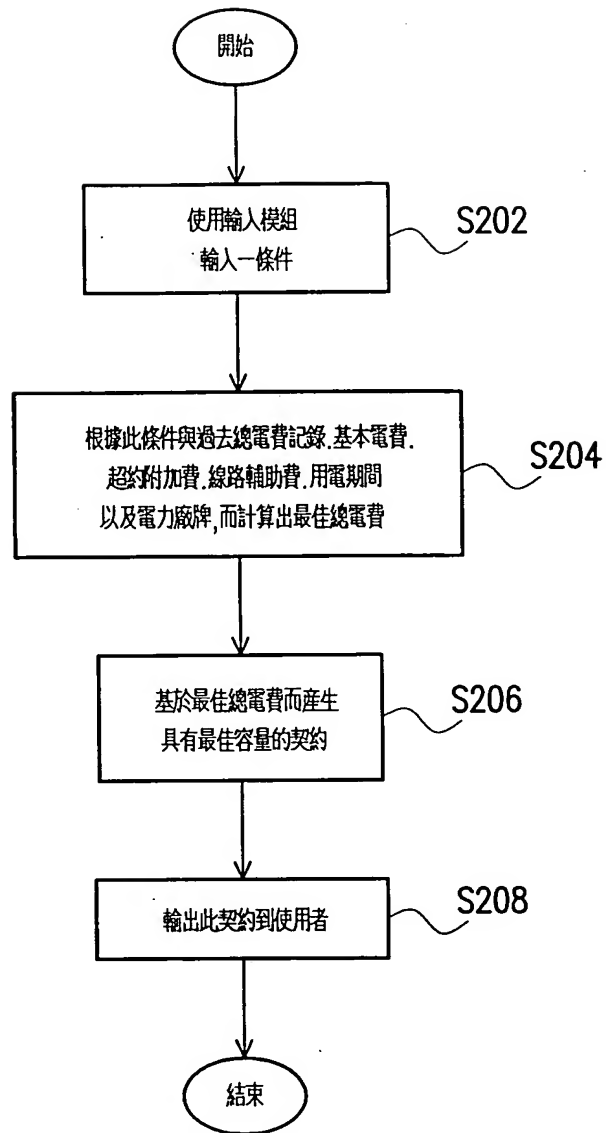 開始
使用輸入模組
輸入一條件
S202
根據此條件與過去總電費記錄.基本電費.
超約附加費.線路輔助費.用電期間
以及電力廠牌,而計算出最佳總電費
S204
基於最佳總電費而產生
具有最佳容量的契約
S206
輸出此契約到使用者
S208
結束